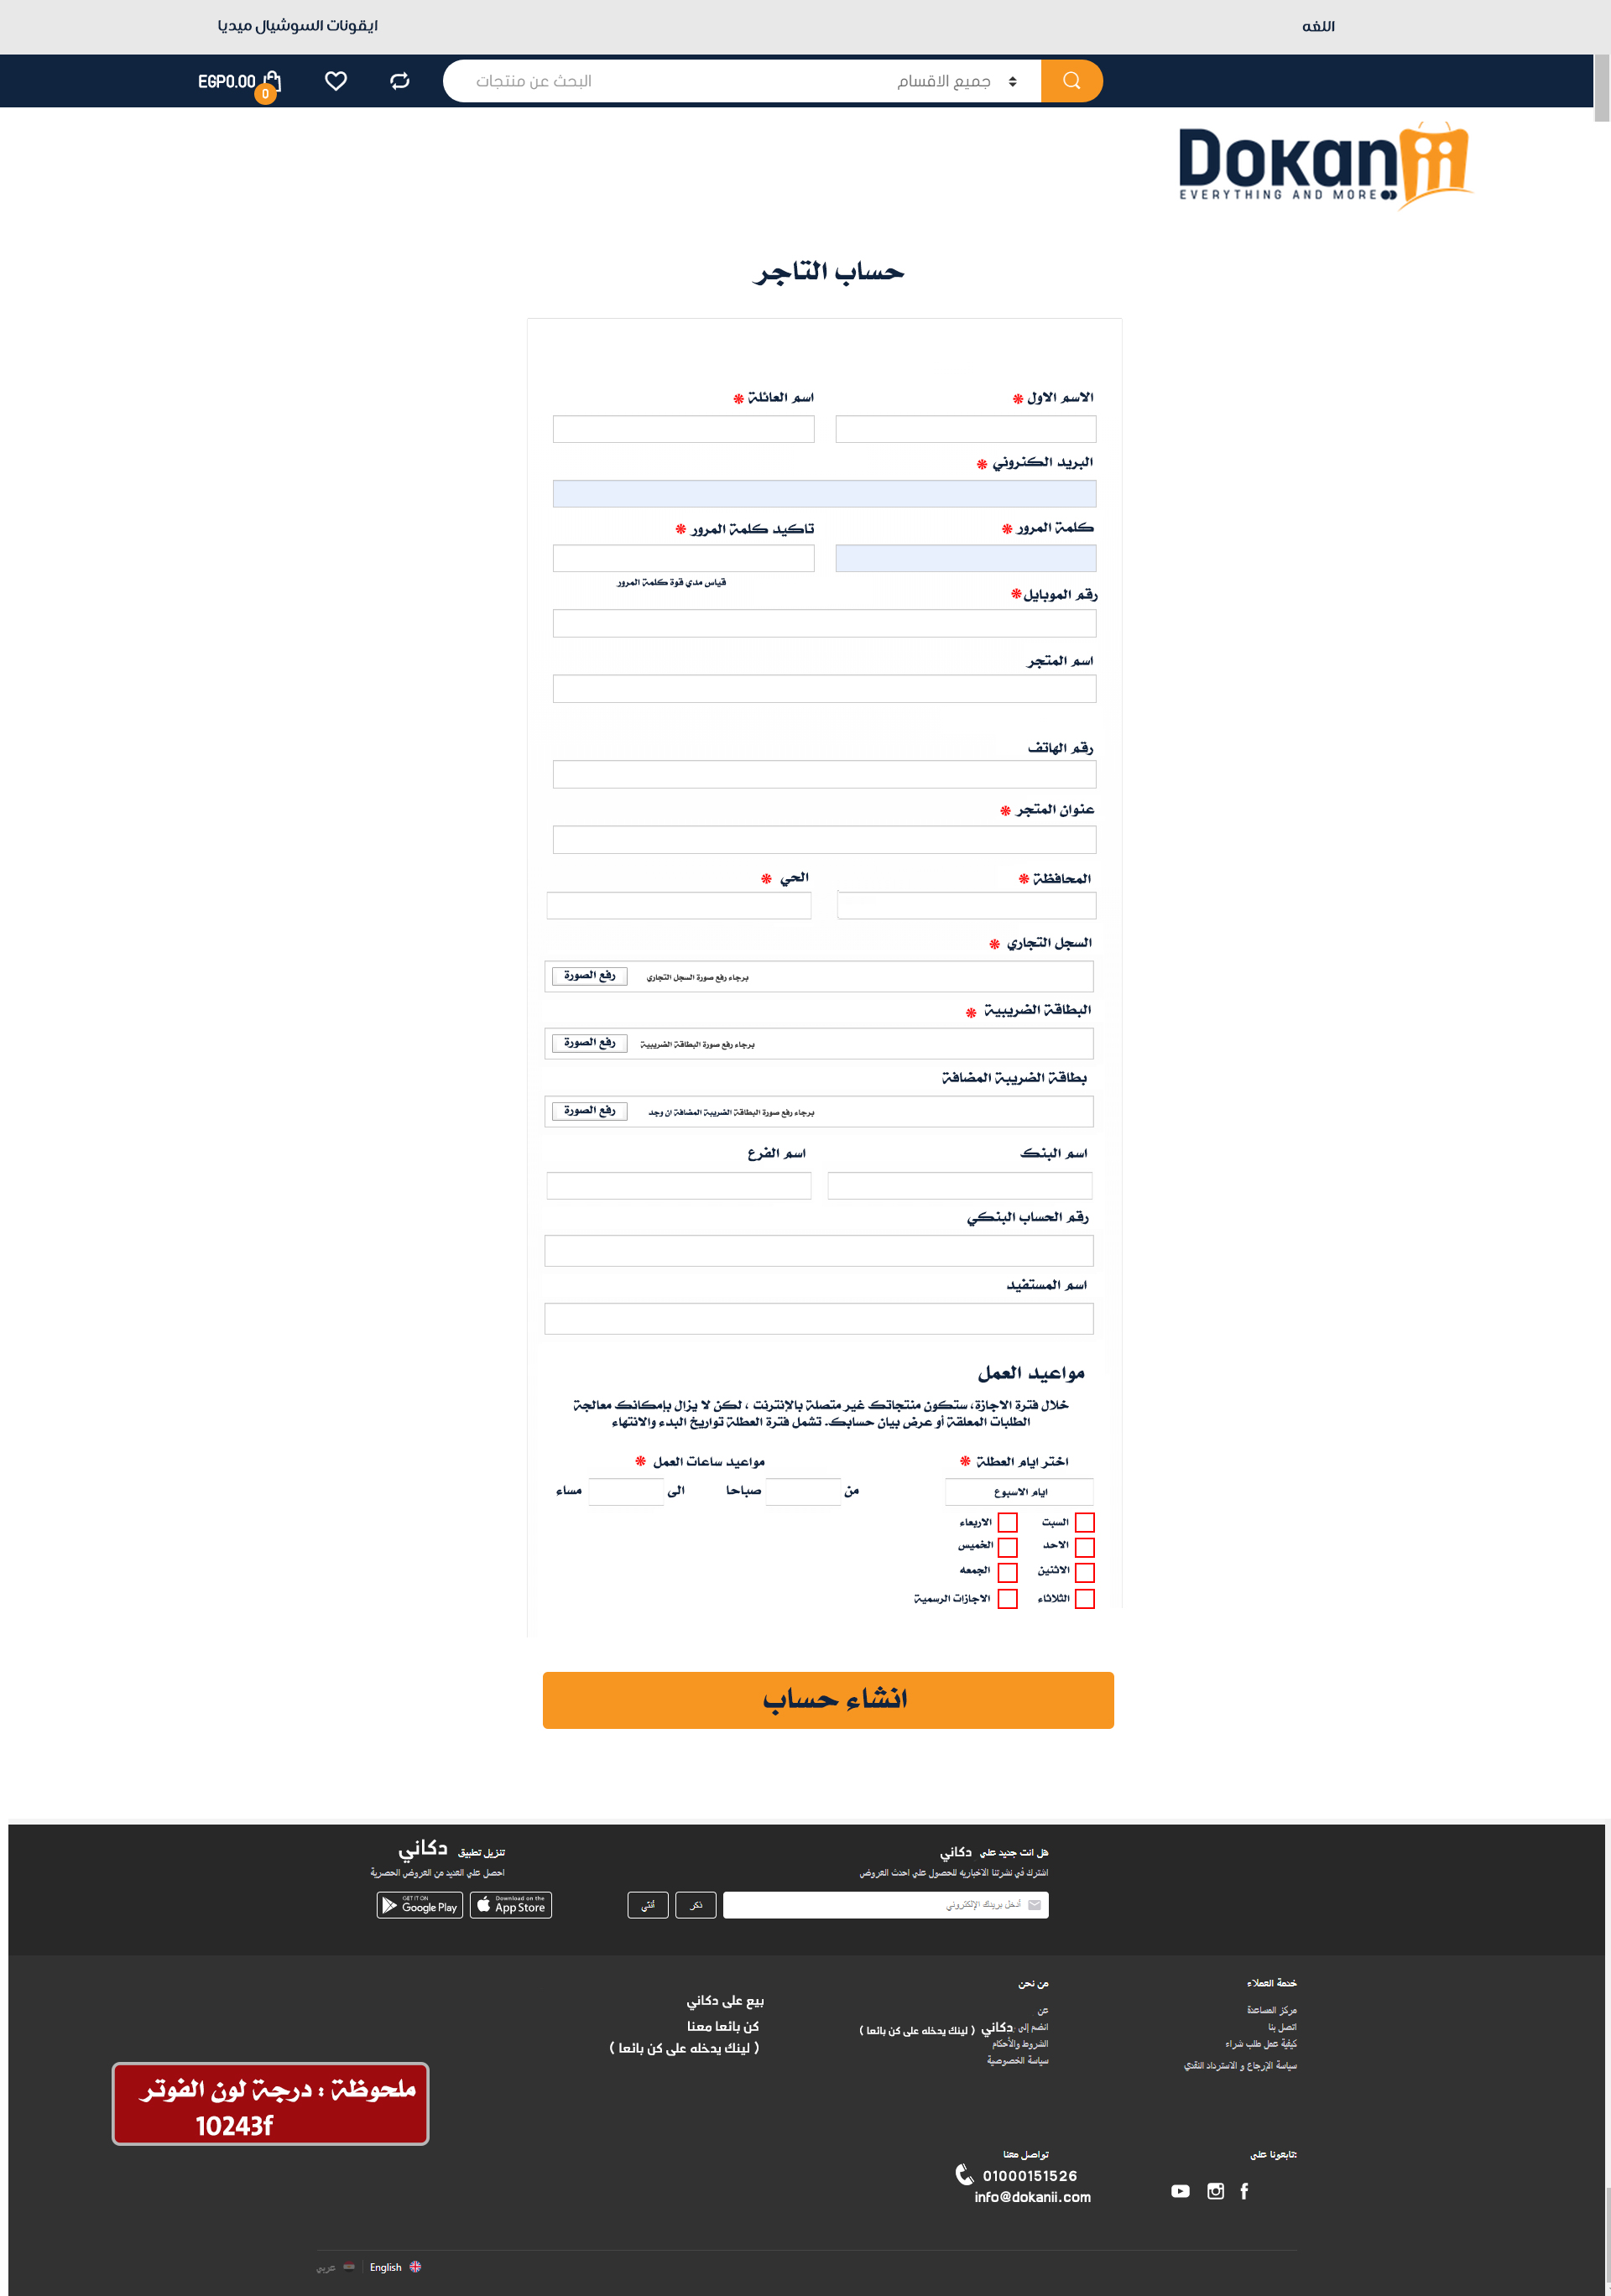 اللغه
ايقونات السوشيال ميديا
جميع الاقسام
البحث عن منتجات
EGP0.00
0
Dokanii
EVERYTHING AND MORE
حساب التاجر
الاسم الاول *
اسم العائلة *
البريد الكتروني *
كلمة المرور *
تاكيد كلمة المرور *
قياس مدي قوة كلمة المرور
رقم الموبايل *
اسم المتجر
رقم الهاتف
عنوان المتجر *
المحافظة *
الحي *
السجل التجاري *
برجاء رفع صورة السجل التجاري
رفع الصورة
البطاقة الضريبية *
برجاء رفع صورة البطاقة الضريبية
رفع الصورة
بطاقة الضريبة المضافة
برجاء رفع صورة البطاقة الضريبة المضافة ان وجد
رفع الصورة
اسم البنك
اسم الفرع
رقم الحساب البنكي
اسم المستفيد
مواعيد العمل
خلال فترة الاجازة، ستكون منتجاتك غير متصلة بالإنترنت ، لكن لا يزال بإمكانك معالجة
الطلبات المعلقة أو عرض بيان حسابك. تشمل فترة العطلة تواريخ البدء والانتهاء
اختر ايام العطلة *
مواعيد ساعات العمل *
ايام الاسبوع
من
صباحا
الى
مساء
السبت
الاربعاء
الاحد
الخميس
الاثنين
الجمعه
الثلاثاء
الاجازات الرسمية
انشاء حساب
هل انت جديد علي دكاني
اشترك في نشرتنا الاخباريه للحصول علي احدث العروض
أدخل بريدك الإلكتروني
ذكر
أنثي
تنزيل تطبيق دكاني
احصل علي العديد من العروض الحصرية
Download on the App Store
GET IT ON Google Play
خدمة العملاء
مركز المساعدة
اتصل بنا
كيفية عمل طلب شراء
سياسة الإرجاع و الاسترداد النقدي
من نحن
عن
انضم إلى دكاني ( لينك يدخله على كن بائعا )
الشروط والأحكام
سياسة الخصوصية
بيع على دكاني
كن بائعا معنا
( لينك يدخله على كن بائعا )
ملحوظة : درجة لون الفوتر
10243f
تابعونا على:
تواصل معنا
01000151526
info@dokanii.com
English
عربي